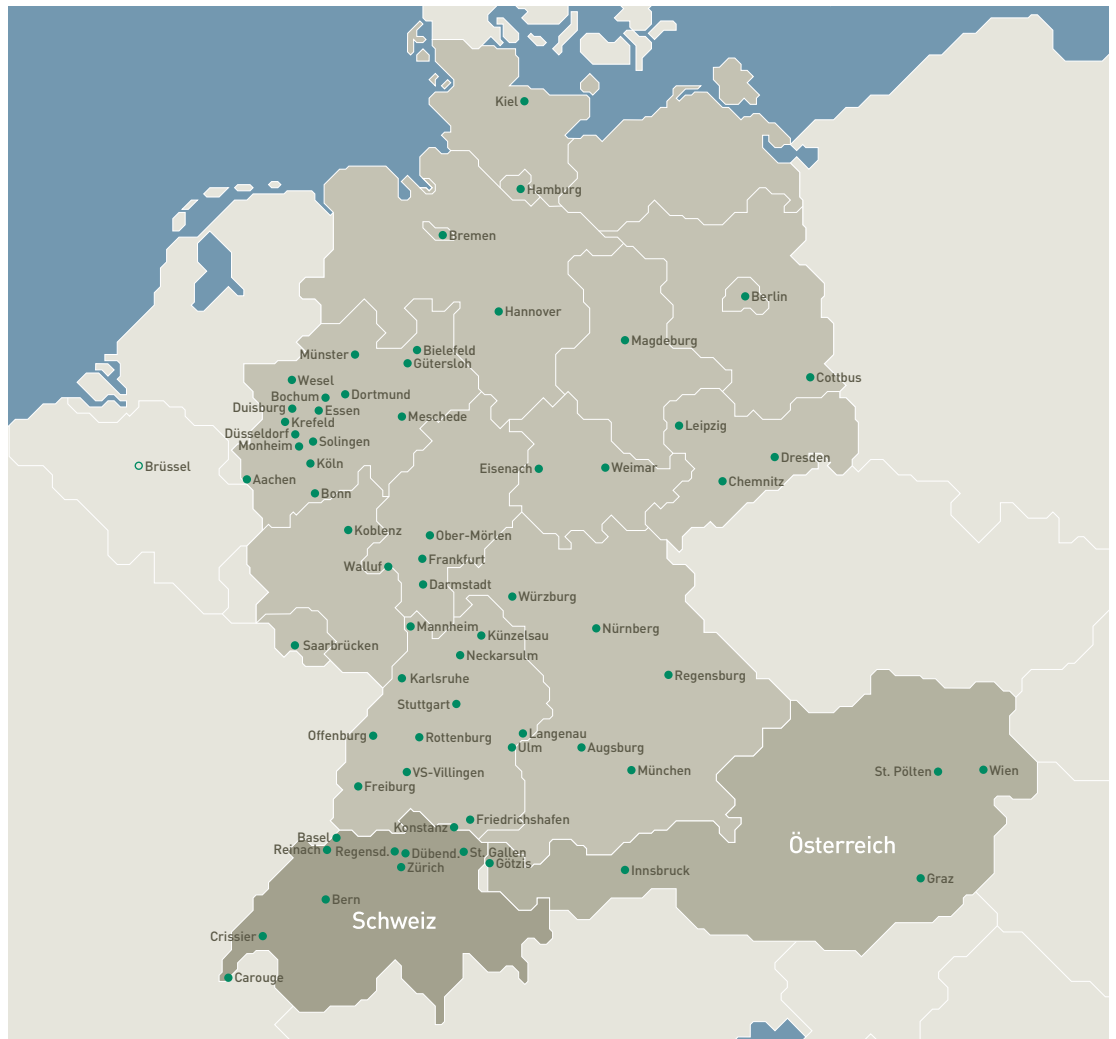 Kiel
Hamburg
Bremen
Berlin
Hannover
Magdeburg
Münster
Bielefeld
Gütersloh
Wesel
Cottbus
Bochum
Dortmund
Duisburg
Essen
Meschede
Krefeld
Leipzig
Düsseldorf
Solingen
Monheim
Dresden
Brüssel
Köln
Eisenach
Weimar
Aachen
Chemnitz
Bonn
Koblenz
Ober-Mörlen
Frankfurt
Walluf
Darmstadt
Würzburg
Mannheim
Nürnberg
Künzelsau
Saarbrücken
Neckarsulm
Karlsruhe
Regensburg
Stuttgart
Offenburg
Rottenburg
Langenau
Ulm
Augsburg
VS-Villingen
München
St. Pölten
Wien
Freiburg
Friedrichshafen
Konstanz
Basel
Österreich
Reinach
Regensd.
Dübend.
St. Gallen
Götzis
Zürich
Innsbruck
Graz
Bern
Schweiz
Crissier
Carouge